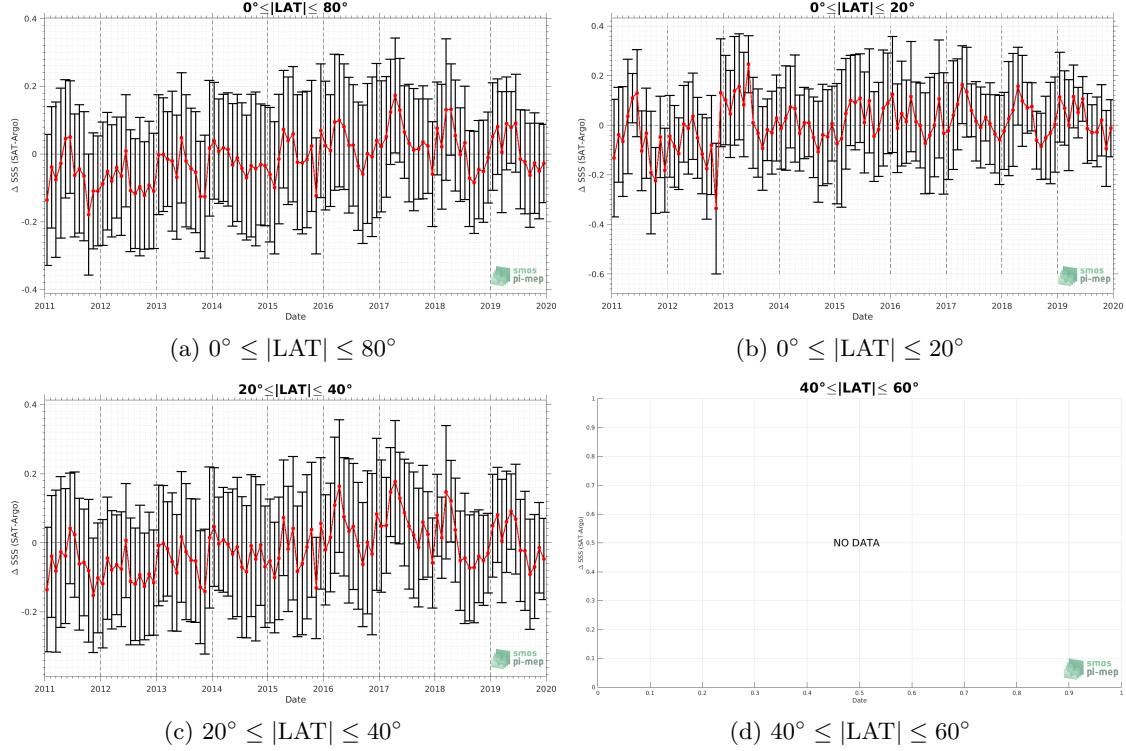 0°≤|LAT|≤ 80°
0.4
0.2
0
-0.2
-0.4
Δ SSS (SAT-Argo)
2011 2012 2013 2014 2015 2016 2017 2018 2019 2020
Date
smos
pi-mep
(a) 0° ≤ |LAT| ≤ 80°
0°≤|LAT|≤ 20°
0.4
0.2
0
-0.2
-0.4
-0.6
Δ SSS (SAT-Argo)
2011 2012 2013 2014 2015 2016 2017 2018 2019 2020
Date
smos
pi-mep
(b) 0° ≤ |LAT| ≤ 20°
20°≤|LAT|≤ 40°
0.4
0.2
0
-0.2
Δ SSS (SAT-Argo)
2011 2012 2013 2014 2015 2016 2017 2018 2019 2020
Date
smos
pi-mep
(c) 20° ≤ |LAT| ≤ 40°
40°≤|LAT|≤ 60°
1
0.9
0.8
0.7
0.6
0.5
0.4
0.3
0.2
0.1
0
Δ SSS (SAT-Argo)
NO DATA
0 0.1 0.2 0.3 0.4 0.5 0.6 0.7 0.8 0.9 1
Date
smos
pi-mep
(d) 40° ≤ |LAT| ≤ 60°